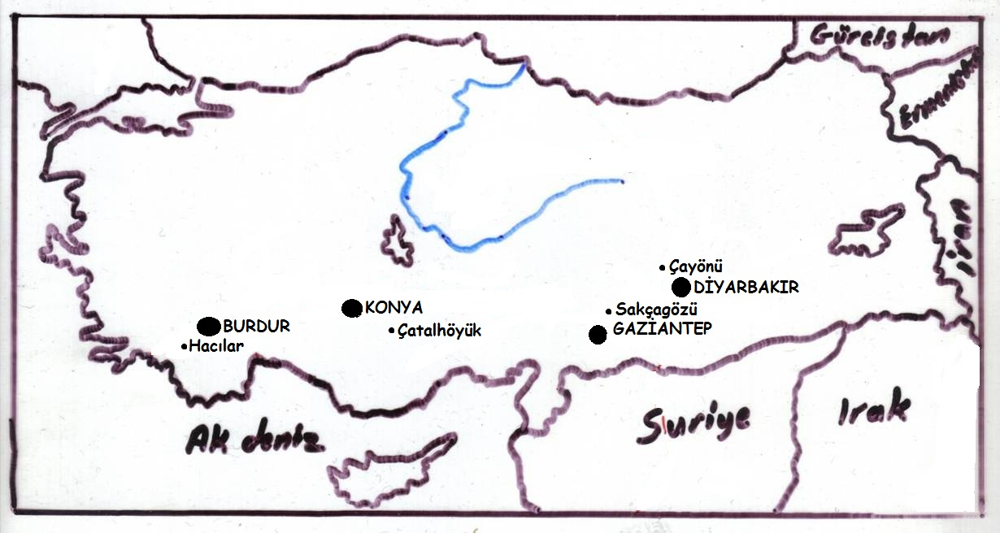 Gürcistan
Ermenistan
İran
Çayönü
DİYARBAKIR
KONYA
Sakçagözü
BURDUR
Çatalhöyük
GAZİANTEP
Hacılar
Ak deniz
Suriye
Irak